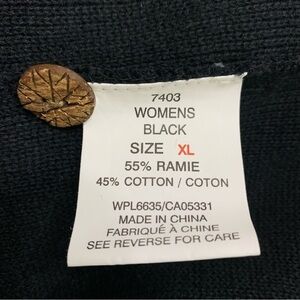 7403
WOMENS
BLACK
SIZE XL
55% RAMIE
45% COTTON / COTON
WPL6635/CA05331
MADE IN CHINA
FABRIQUÉ À CHINE
SEE REVERSE FOR CARE